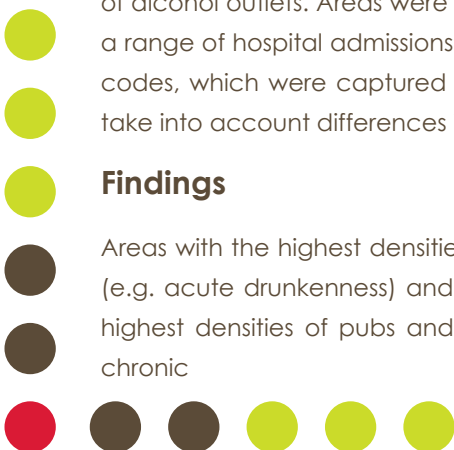 of alcohol outlets. Areas were
a range of hospital admissions
codes, which were captured
take into account differences
Findings
Areas with the highest densitie
(e.g. acute drunkenness) and
highest densities of pubs and
chronic